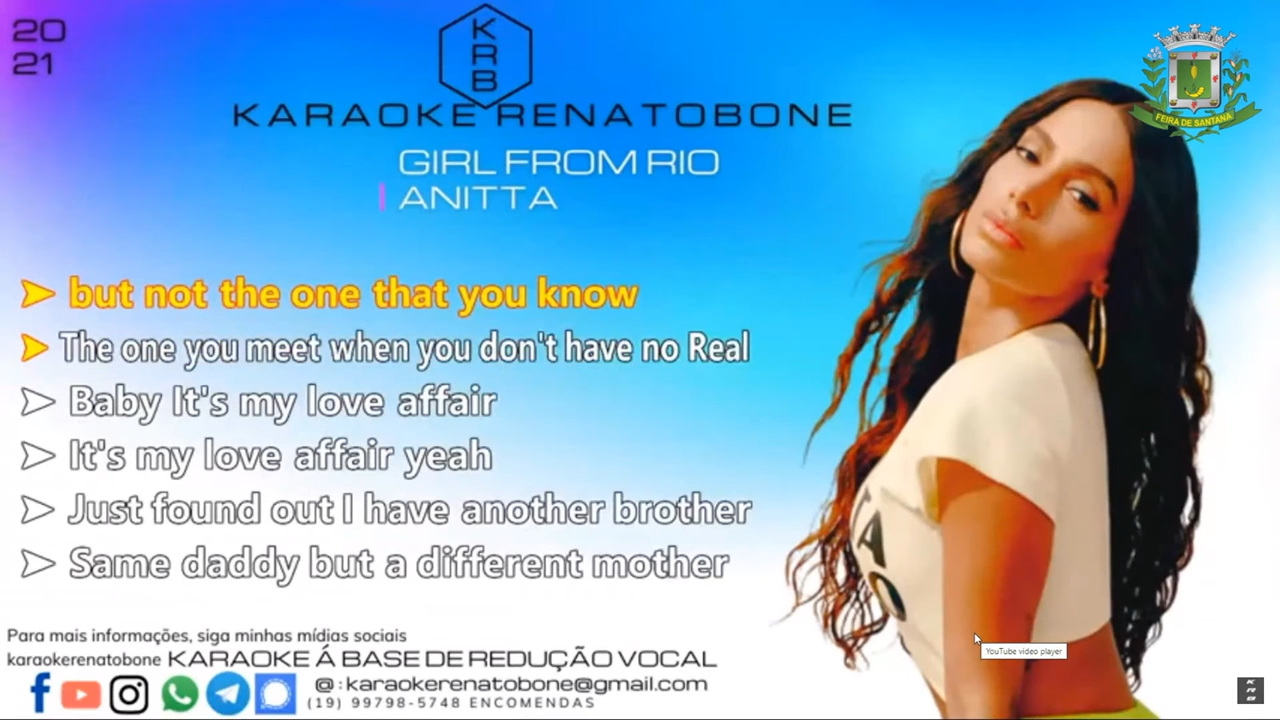 20
21
K
R
B
KARAOKE RENATOBONE
FEIRA DE SANTANA
GIRL FROM RIO
ANITTA
but not the one that you know
The one you meet when you don't have no Real
Baby It's my love affair
It's my love affair yeah
Just found out I have another brother
Same daddy but a different mother
Para mais informações, siga minhas mídias sociais
karaokerenatobone KARAOKE Á BASE DE REDUÇÃO VOCAL
@:karaokerenatobone@gmail.com
(19) 99798-5748 ENCOMENDAS
YouTube video player
K
R
B